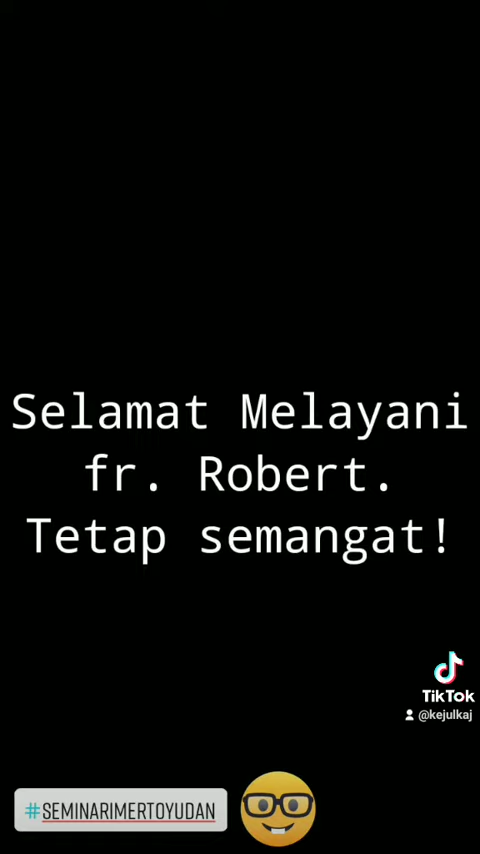 Selamat Melayani
fr. Robert.
Tetap semangat!
TikTok
@kejulkaj
#SEMINARIMERTOYUDAN